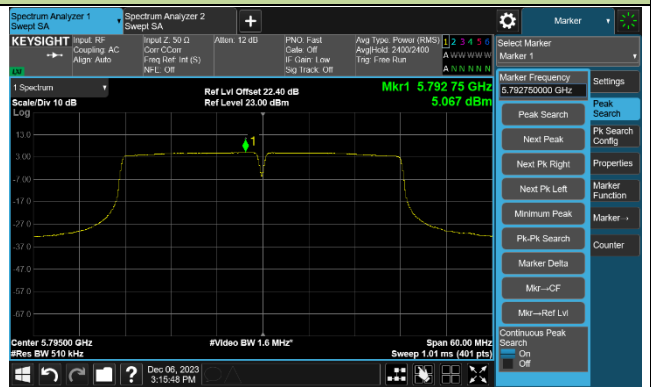 Spectrum Analyzer 1
Swept SA
Spectrum Analyzer 2
Swept SA
Marker
KEYSIGHT
Input: RF
Coupling: AC
Align: Auto
Input Z: 50 Ω
Corr CCorr
Freq Ref: Int (S)
NFE: Off
Atten: 12 dB
PNO: Fast
Gate: Off
IF Gain: Low
Sig Track: Off
Avg Type: Power (RMS)
Avg|Hold: 2400/2400
Trig: Free Run
1 2 3 4 5 6
A W W W W W
A N N N N N
Select Marker
Marker 1
LW
1 Spectrum
Scale/Div 10 dB
Log
Ref Lvl Offset 22.40 dB
Ref Level 23.00 dBm
Mkr1 5.792 75 GHz
5.067 dBm
13.0
3.00
-7.00
-17.0
-27.0
-37.0
-47.0
-57.0
-67.0
1
Center 5.79500 GHz
#Res BW 510 kHz
#Video BW 1.6 MHz*
Span 60.00 MHz
Sweep 1.01 ms (401 pts)
Marker Frequency
5.792750000 GHz
Peak Search
Next Peak
Next Pk Right
Next Pk Left
Minimum Peak
Pk-Pk Search
Marker Delta
Mkr→CF
Mkr→Ref Lvl
Continuous Peak
Search
On
Off
Settings
Peak
Search
Pk Search
Config
Properties
Marker
Function
Marker→
Counter
?
Dec 06, 2023
3:15:48 PM